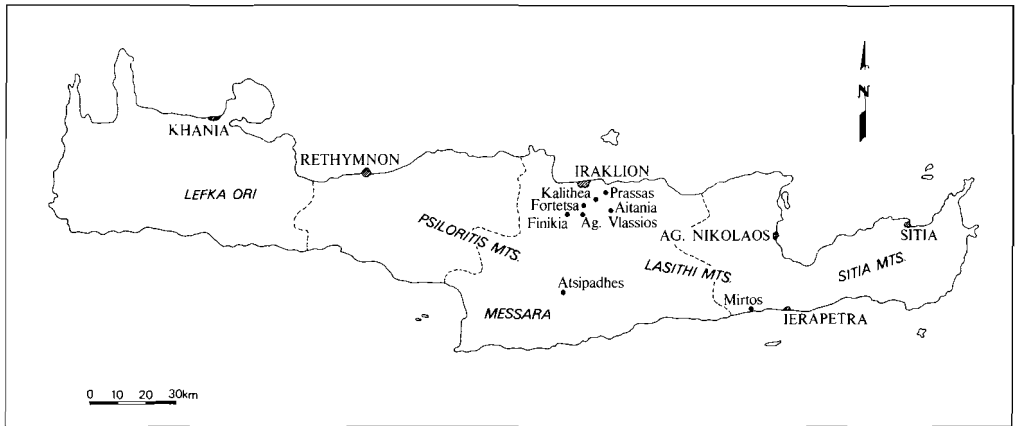 N
KHANIA
RETHYMNON
IRAKLION
LEFKA ORI
Kalithea
Prassas
Fortetsa
Aitania
Finikia
Ag. Vlassios
PSILORITIS MTS.
AG. NIKOLAOS
SITIA
LASITHI MTS.
SITIA MTS.
Atsipadhes
MESSARA
Mirtos
IERAPETRA
0 10 20 30km